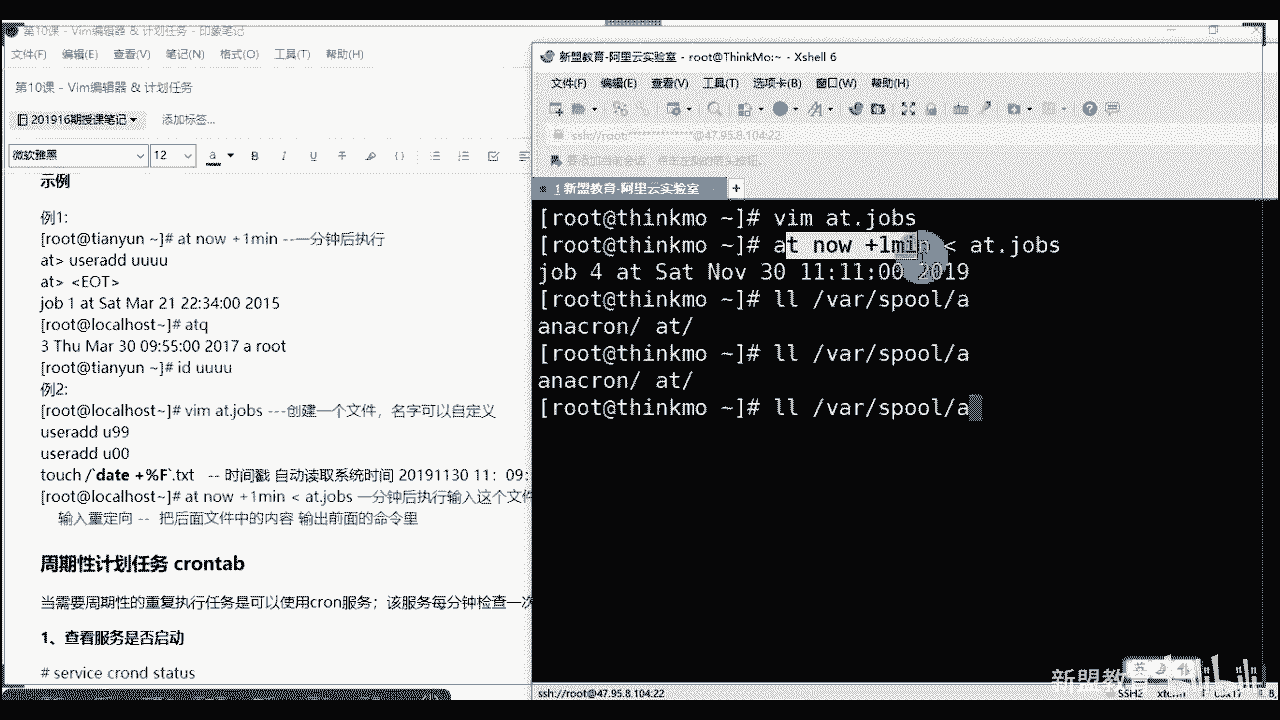 第10课 - Vim编辑器 & 计划任务 - 印象笔记
文件(F) 编辑(E) 查看(V) 笔记(N) 格式(O) 工具(T) 帮助(H)
第10课 - Vim编辑器 & 计划任务
201916期授课笔记 添加标签...
微软雅黑 12
示例
例1:
[root@tianyun ~]# at now +1min --一分钟后执行
at> useradd uuuu
at> <EOT>
job 1 at Sat Mar 21 22:34:00 2015
[root@localhost~]# atq
3 Thu Mar 30 09:55:00 2017 a root
[root@tianyun ~]# id uuuu
例2:
[root@localhost~]# vim at.jobs ---创建一个文件，名字可以自定义
useradd u99
useradd u00
touch /`date +%F`.txt -- 时间戳 自动读取系统时间 20191130 11：09：
[root@localhost~]# at now +1min < at.jobs 一分钟后执行输入这个文件
输入重定向 -- 把后面文件中的内容 输出前面的命令里
周期性计划任务 crontab
当需要周期性的重复执行任务是可以使用cron服务；该服务每分钟检查一次
1、查看服务是否启动
# service crond status
新盟教育-阿里云实验室 - root@ThinkMo:~ - Xshell 6
文件(F) 编辑(E) 查看(V) 工具(T) 选项卡(B) 窗口(W) 帮助(H)
ssh://root:**************@47.95.8.104:22
1 新盟教育-阿里云实验室
[root@thinkmo ~]# vim at.jobs
[root@thinkmo ~]# at now +1min < at.jobs
job 4 at Sat Nov 30 11:11:00 2019
[root@thinkmo ~]# ll /var/spool/a
anacron/ at/
[root@thinkmo ~]# ll /var/spool/a
anacron/ at/
[root@thinkmo ~]# ll /var/spool/a
新盟教育
ssh://root@47.95.8.104:22 SSH2 xterm